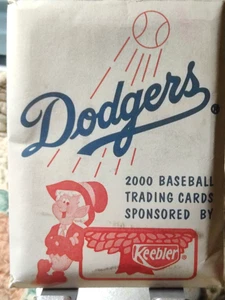 Dodgers®
2000 BASEBALL
TRADING CARDS
SPONSORED BY
Keebler®